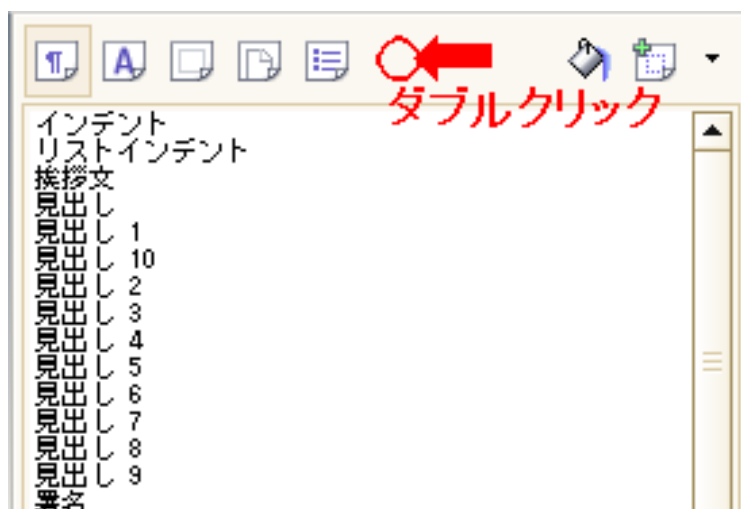 ダブルクリック
インデント
リストインデント
挨拶文
見出し
見出し 1
見出し 10
見出し 2
見出し 3
見出し 4
見出し 5
見出し 6
見出し 7
見出し 8
見出し 9
署名